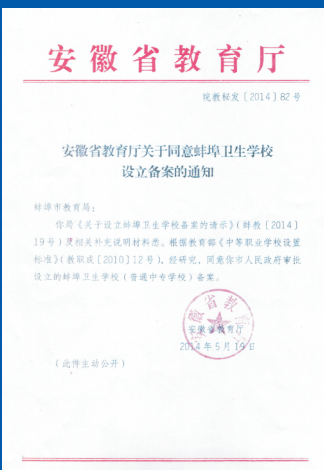 安徽省教育厅
皖教秘发〔2014〕82号
安徽省教育厅关于同意蚌埠卫生学校
设立备案的通知
蚌埠市教育局：
你局《关于设立蚌埠卫生学校备案的请示》（蚌教〔2014〕
19号）及相关补充说明材料悉。根据教育部《中等职业学校设置
标准》（教职成〔2010〕12号），经研究，同意你市人民政府审批
设立的蚌埠卫生学校（普通中专学校）备案。
安徽省教育厅
2014年5月19日
（此件主动公开）